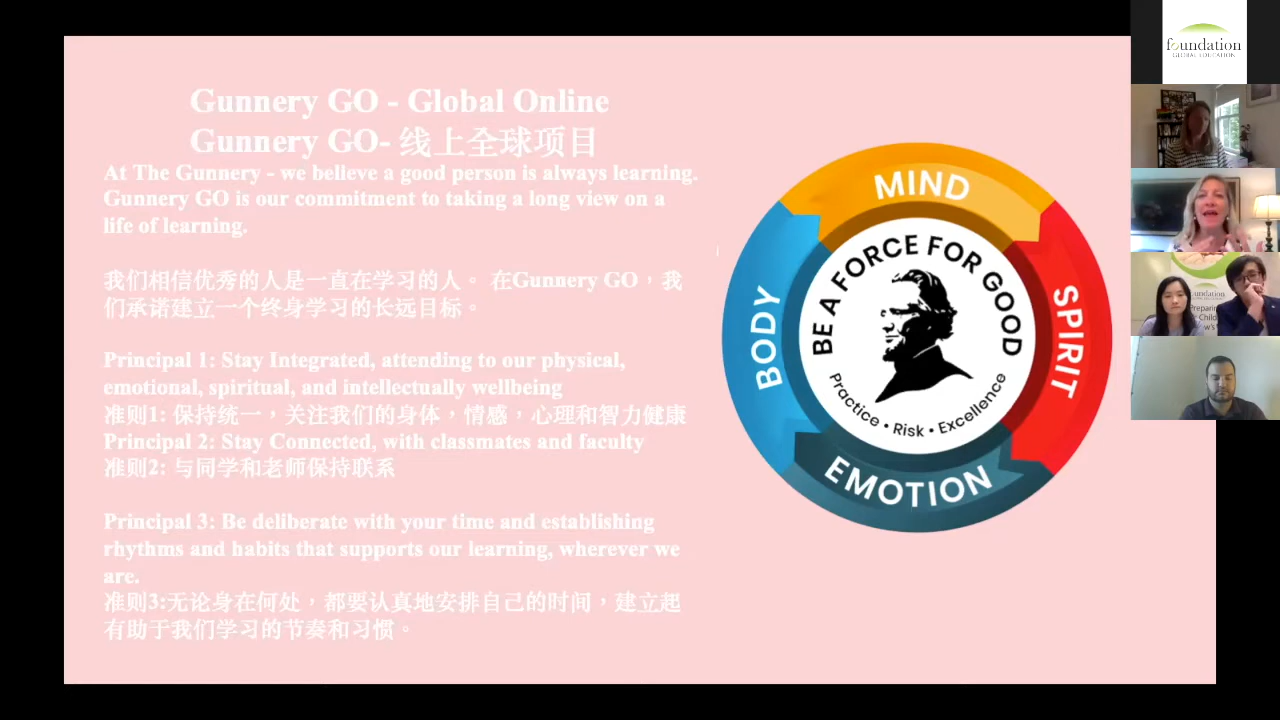 Gunnery GO - Global Online
Gunnery GO- 线上全球项目
At The Gunnery - we believe a good person is always learning.
Gunnery GO is our commitment to taking a long view on a
life of learning.
我们相信优秀的人是一直在学习的人。 在Gunnery GO，我
们承诺建立一个终身学习的长远目标。
Principal 1: Stay Integrated, attending to our physical,
emotional, spiritual, and intellectually wellbeing
准则1: 保持统一，关注我们的身体，情感，心理和智力健康
Principal 2: Stay Connected, with classmates and faculty
准则2: 与同学和老师保持联系
Principal 3: Be deliberate with your time and establishing
rhythms and habits that supports our learning, wherever we
are.
准则3:无论身在何处，都要认真地安排自己的时间，建立起
有助于我们学习的节奏和习惯。
MIND
SPIRIT
EMOTION
BODY
BE A FORCE FOR GOOD
Practice • Risk • Excellence
foundation
GLOBAL EDUCATION